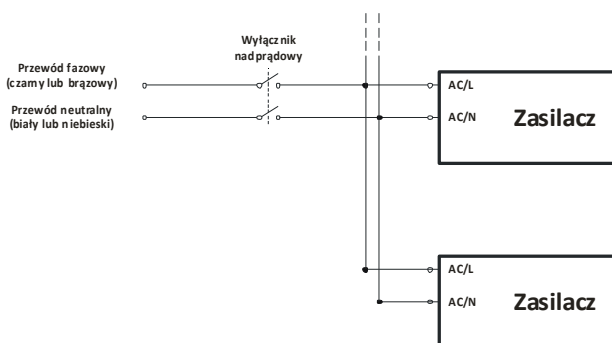 Wyłącznik
nadprądowy
Przewód fazowy
(czarny lub brązowy)
Przewód neutralny
(biały lub niebieski)
AC/L
AC/N
Zasilacz
AC/L
AC/N
Zasilacz